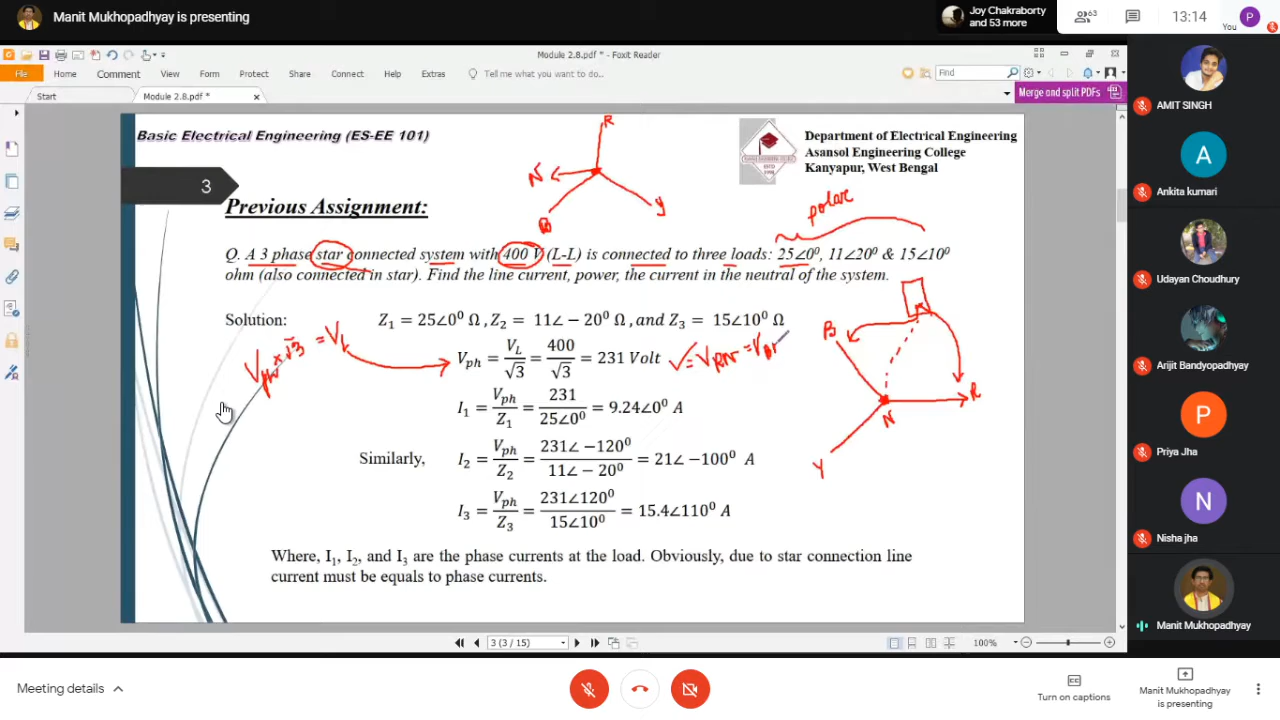 Manit Mukhopadhyay is presenting
Joy Chakraborty
and 53 more
63
13:14
You
P
Module 2.8.pdf * - Foxit Reader
File Home Comment View Form Protect Share Connect Help Extras Tell me what you want to do... Find
Start Module 2.8.pdf * Merge and split PDFs
Basic Electrical Engineering (ES-EE 101)
Department of Electrical Engineering
Asansol Engineering College
Kanyapur, West Bengal
R
N
B
Y
3
Previous Assignment:
polar
Q. A 3 phase star connected system with 400 V (L-L) is connected to three loads: 25∠0⁰, 11∠20⁰ & 15∠10⁰
ohm (also connected in star). Find the line current, power, the current in the neutral of the system.
Solution: Z₁ = 25∠0⁰ Ω, Z₂ = 11∠ − 20⁰ Ω, and Z₃ = 15∠10⁰ Ω
Vph × √3 = VL
Vph = VL/√3 = 400/√3 = 231 Volt
B
R
N
Y
I₁ = Vph/Z₁ = 231/25∠0⁰ = 9.24∠0⁰ A
Similarly, I₂ = Vph/Z₂ = 231∠ −120⁰/11∠ − 20⁰ = 21∠ −100⁰ A
I₃ = Vph/Z₃ = 231∠120⁰/15∠10⁰ = 15.4∠110⁰ A
Where, I₁, I₂, and I₃ are the phase currents at the load. Obviously, due to star connection line
current must be equals to phase currents.
3 (3 / 15)
100%
AMIT SINGH
A
Ankita kumari
Udayan Choudhury
Arijit Bandyopadhyay
P
Priya Jha
N
Nisha jha
Manit Mukhopadhyay
Meeting details
Turn on captions
Manit Mukhopadhyay
is presenting